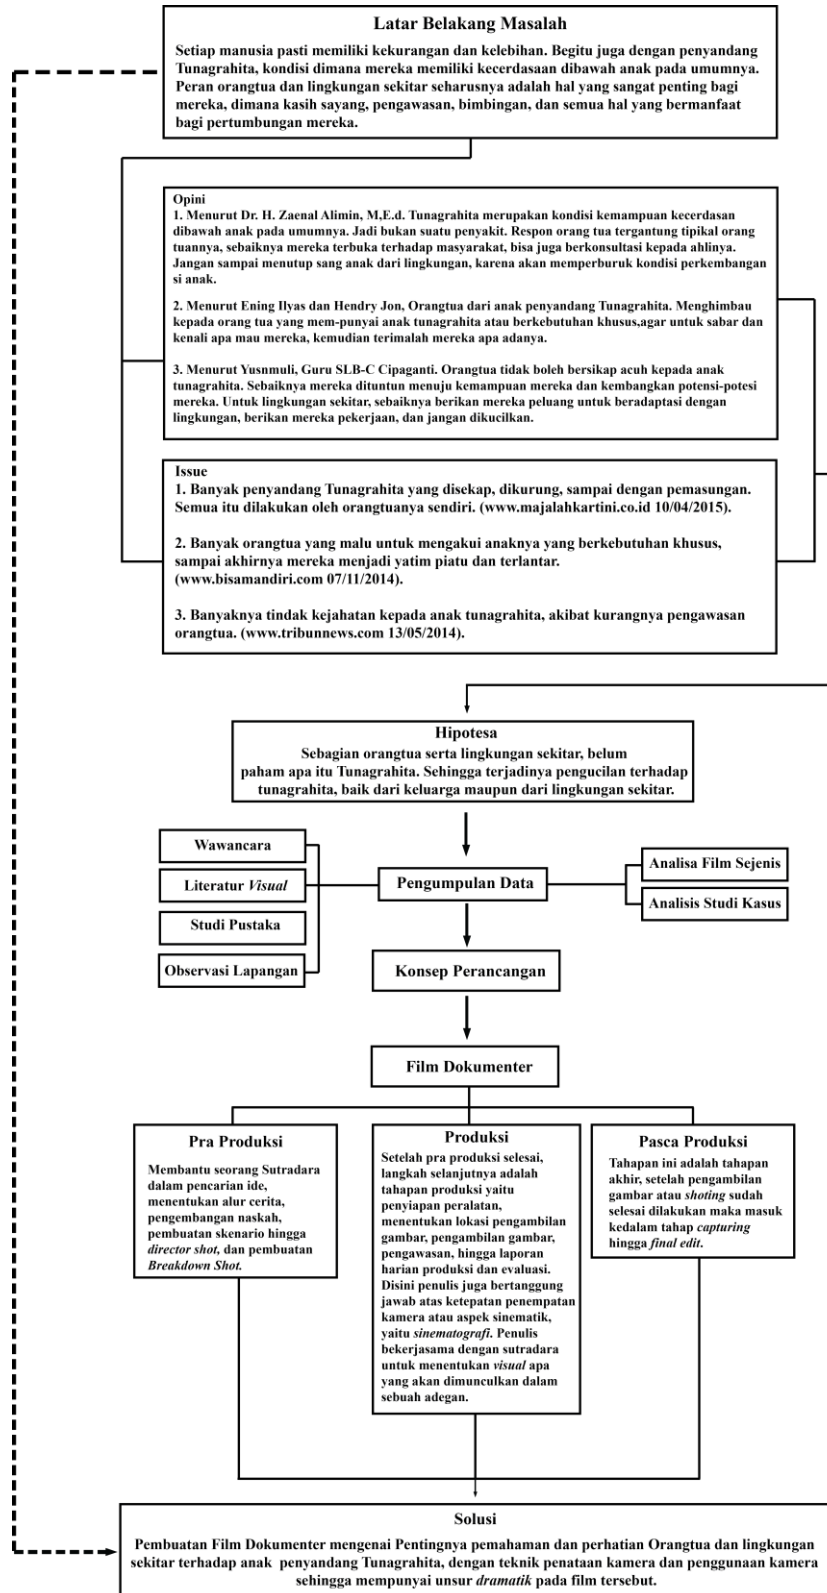 Latar Belakang Masalah
Setiap manusia pasti memiliki kekurangan dan kelebihan. Begitu juga dengan penyandang
Tunagrahita, kondisi dimana mereka memiliki kecerdasaan dibawah anak pada umumnya.
Peran orangtua dan lingkungan sekitar seharusnya adalah hal yang sangat penting bagi
mereka, dimana kasih sayang, pengawasan, bimbingan, dan semua hal yang bermanfaat
bagi pertumbungan mereka.
Opini
1. Menurut Dr. H. Zaenal Alimin, M,E.d. Tunagrahita merupakan kondisi kemampuan kecerdasan
dibawah anak pada umumnya. Jadi bukan suatu penyakit. Respon orang tua tergantung tipikal orang
tuannya, sebaiknya mereka terbuka terhadap masyarakat, bisa juga berkonsultasi kepada ahlinya.
Jangan sampai menutup sang anak dari lingkungan, karena akan memperburuk kondisi perkembangan
si anak.
2. Menurut Ening Ilyas dan Hendry Jon, Orangtua dari anak penyandang Tunagrahita. Menghimbau
kepada orang tua yang mem-punyai anak tunagrahita atau berkebutuhan khusus,agar untuk sabar dan
kenali apa mau mereka, kemudian terimalah mereka apa adanya.
3. Menurut Yusnmuli, Guru SLB-C Cipaganti. Orangtua tidak boleh bersikap acuh kepada anak
tunagrahita. Sebaiknya mereka dituntun menuju kemampuan mereka dan kembangkan potensi-potesi
mereka. Untuk lingkungan sekitar, sebaiknya berikan mereka peluang untuk beradaptasi dengan
lingkungan, berikan mereka pekerjaan, dan jangan dikucilkan.
Issue
1. Banyak penyandang Tunagrahita yang disekap, dikurung, sampai dengan pemasungan.
Semua itu dilakukan oleh orangtuanya sendiri. (www.majalahkartini.co.id 10/04/2015).
2. Banyak orangtua yang malu untuk mengakui anaknya yang berkebutuhan khusus,
sampai akhirnya mereka menjadi yatim piatu dan terlantar.
(www.bisamandiri.com 07/11/2014).
3. Banyaknya tindak kejahatan kepada anak tunagrahita, akibat kurangnya pengawasan
orangtua. (www.tribunnews.com 13/05/2014).
Hipotesa
Sebagian orangtua serta lingkungan sekitar, belum
paham apa itu Tunagrahita. Sehingga terjadinya pengucilan terhadap
tunagrahita, baik dari keluarga maupun dari lingkungan sekitar.
Wawancara
Literatur Visual
Studi Pustaka
Observasi Lapangan
Pengumpulan Data
Analisa Film Sejenis
Analisis Studi Kasus
Konsep Perancangan
Film Dokumenter
Pra Produksi
Membantu seorang Sutradara
dalam pencarian ide,
menentukan alur cerita,
pengembangan naskah,
pembuatan skenario hingga
director shot, dan pembuatan
Breakdown Shot.
Produksi
Setelah pra produksi selesai,
langkah selanjutnya adalah
tahapan produksi yaitu
penyiapan peralatan,
menentukan lokasi pengambilan
gambar, pengambilan gambar,
pengawasan, hingga laporan
harian produksi dan evaluasi.
Disini penulis juga bertanggung
jawab atas ketepatan penempatan
kamera atau aspek sinematik,
yaitu sinematografi. Penulis
bekerjasama dengan sutradara
untuk menentukan visual apa
yang akan dimunculkan dalam
sebuah adegan.
Pasca Produksi
Tahapan ini adalah tahapan
akhir, setelah pengambilan
gambar atau shoting sudah
selesai dilakukan maka masuk
kedalam tahap capturing
hingga final edit.
Solusi
Pembuatan Film Dokumenter mengenai Pentingnya pemahaman dan perhatian Orangtua dan lingkungan
sekitar terhadap anak penyandang Tunagrahita, dengan teknik penataan kamera dan penggunaan kamera
sehingga mempunyai unsur dramatik pada film tersebut.